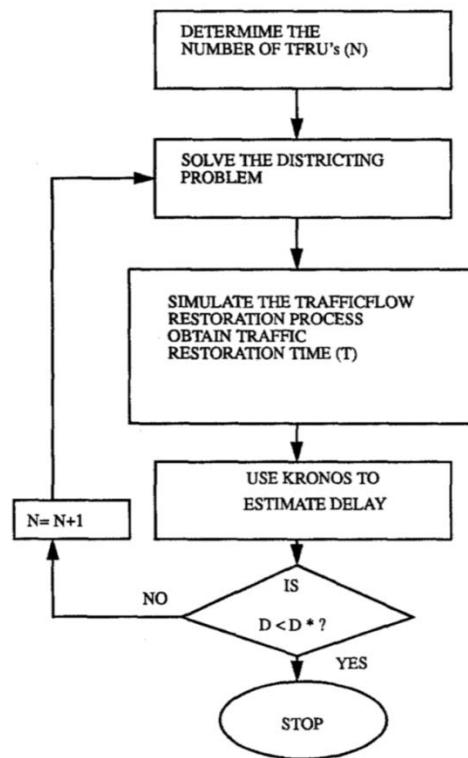 DETERMIME THE
NUMBER OF TFRU's (N)
SOLVE THE DISTRICTING
PROBLEM
SIMULATE THE TRAFFICFLOW
RESTORATION PROCESS
OBTAIN TRAFFIC
RESTORATION TIME (T)
USE KRONOS TO
ESTIMATE DELAY
N= N+1
NO
IS
D < D * ?
YES
STOP